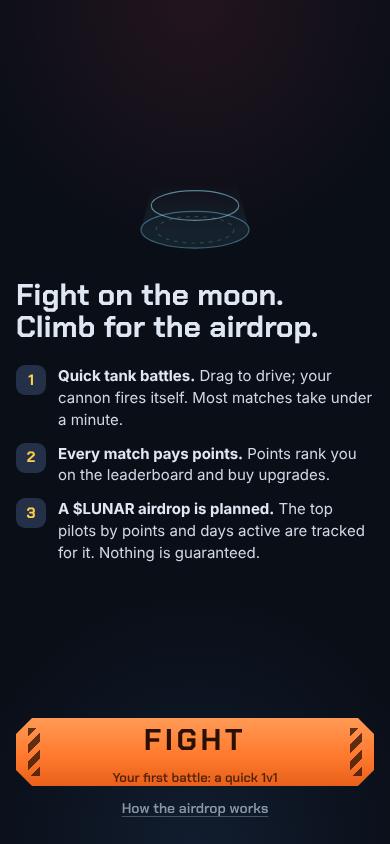 Fight on the moon.
Climb for the airdrop.
1
Quick tank battles. Drag to drive; your
cannon fires itself. Most matches take under
a minute.
2
Every match pays points. Points rank you
on the leaderboard and buy upgrades.
3
A $LUNAR airdrop is planned. The top
pilots by points and days active are tracked
for it. Nothing is guaranteed.
FIGHT
Your first battle: a quick 1v1
How the airdrop works